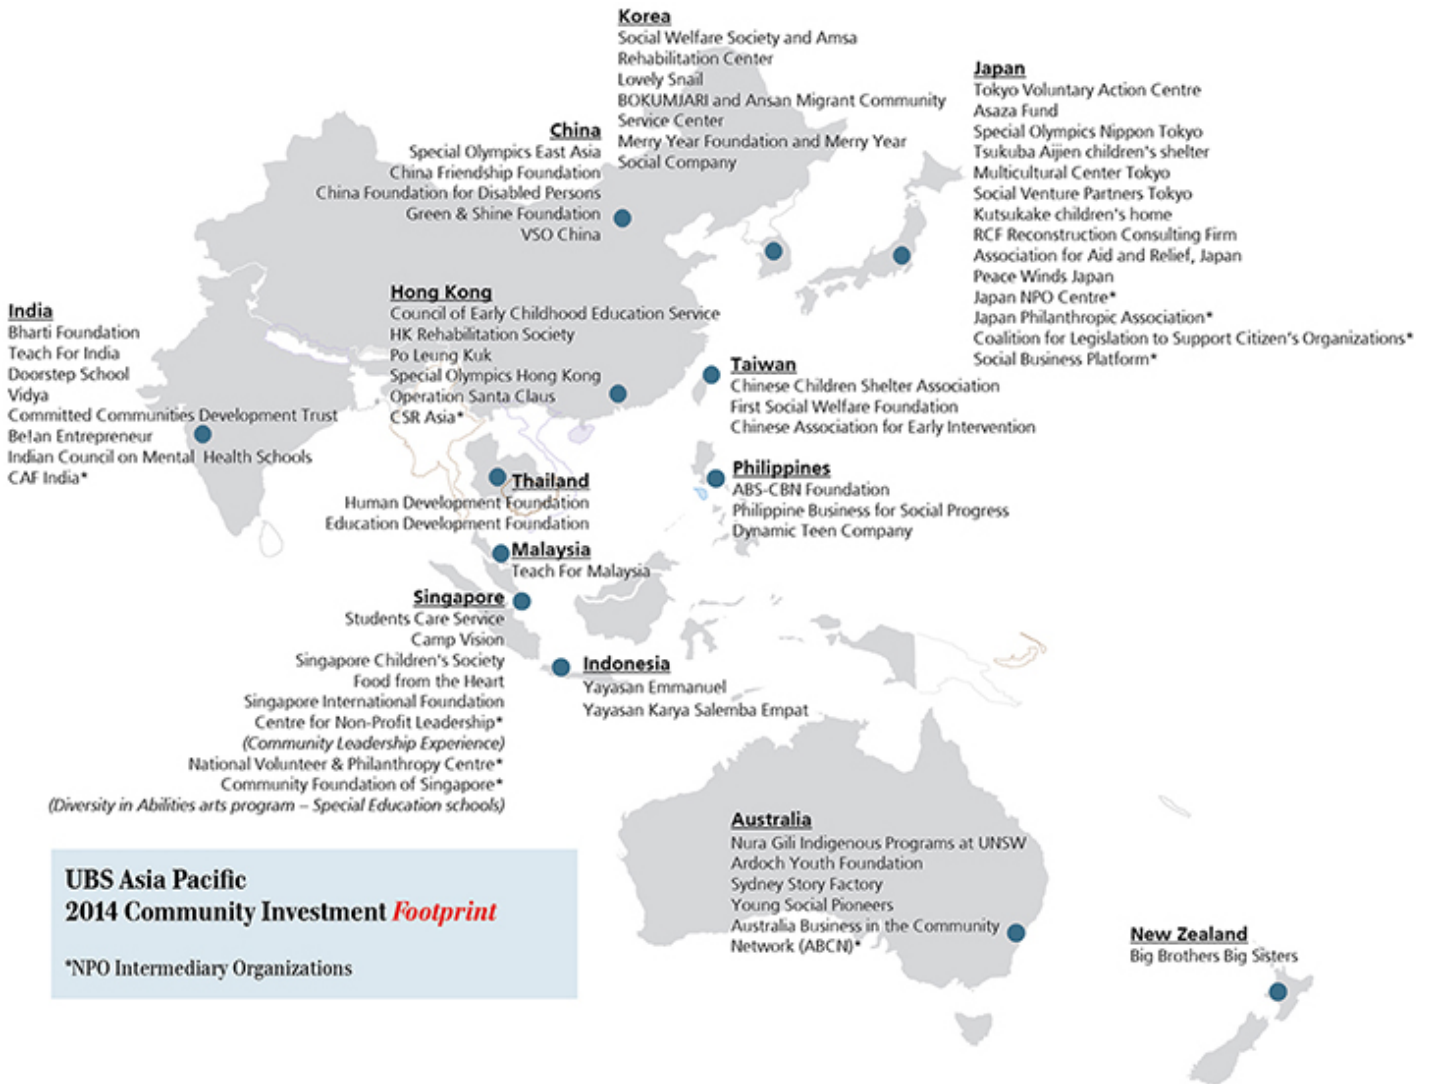 Korea
Social Welfare Society and Amsa
Rehabilitation Center
Lovely Snail
BOKUMJARI and Ansan Migrant Community
Service Center
Merry Year Foundation and Merry Year
Social Company
Japan
Tokyo Voluntary Action Centre
Asaza Fund
Special Olympics Nippon Tokyo
Tsukuba Aijien children's shelter
Multicultural Center Tokyo
Social Venture Partners Tokyo
Kutsukake children's home
RCF Reconstruction Consulting Firm
Association for Aid and Relief, Japan
Peace Winds Japan
Japan NPO Centre*
Japan Philanthropic Association*
Coalition for Legislation to Support Citizen's Organizations*
Social Business Platform*
China
Special Olympics East Asia
China Friendship Foundation
China Foundation for Disabled Persons
Green & Shine Foundation
VSO China
Hong Kong
Council of Early Childhood Education Service
HK Rehabilitation Society
Po Leung Kuk
Special Olympics Hong Kong
Operation Santa Claus
CSR Asia*
India
Bharti Foundation
Teach For India
Doorstep School
Vidya
Committed Communities Development Trust
Be!an Entrepreneur
Indian Council on Mental Health Schools
CAF India*
Taiwan
Chinese Children Shelter Association
First Social Welfare Foundation
Chinese Association for Early Intervention
Philippines
ABS-CBN Foundation
Philippine Business for Social Progress
Dynamic Teen Company
Thailand
Human Development Foundation
Education Development Foundation
Malaysia
Teach For Malaysia
Singapore
Students Care Service
Camp Vision
Singapore Children's Society
Food from the Heart
Singapore International Foundation
Centre for Non-Profit Leadership*
(Community Leadership Experience)
National Volunteer & Philanthropy Centre*
Community Foundation of Singapore*
(Diversity in Abilities arts program – Special Education schools)
Indonesia
Yayasan Emmanuel
Yayasan Karya Salemba Empat
Australia
Nura Gili Indigenous Programs at UNSW
Ardoch Youth Foundation
Sydney Story Factory
Young Social Pioneers
Australia Business in the Community
Network (ABCN)*
New Zealand
Big Brothers Big Sisters
UBS Asia Pacific
2014 Community Investment Footprint
*NPO Intermediary Organizations